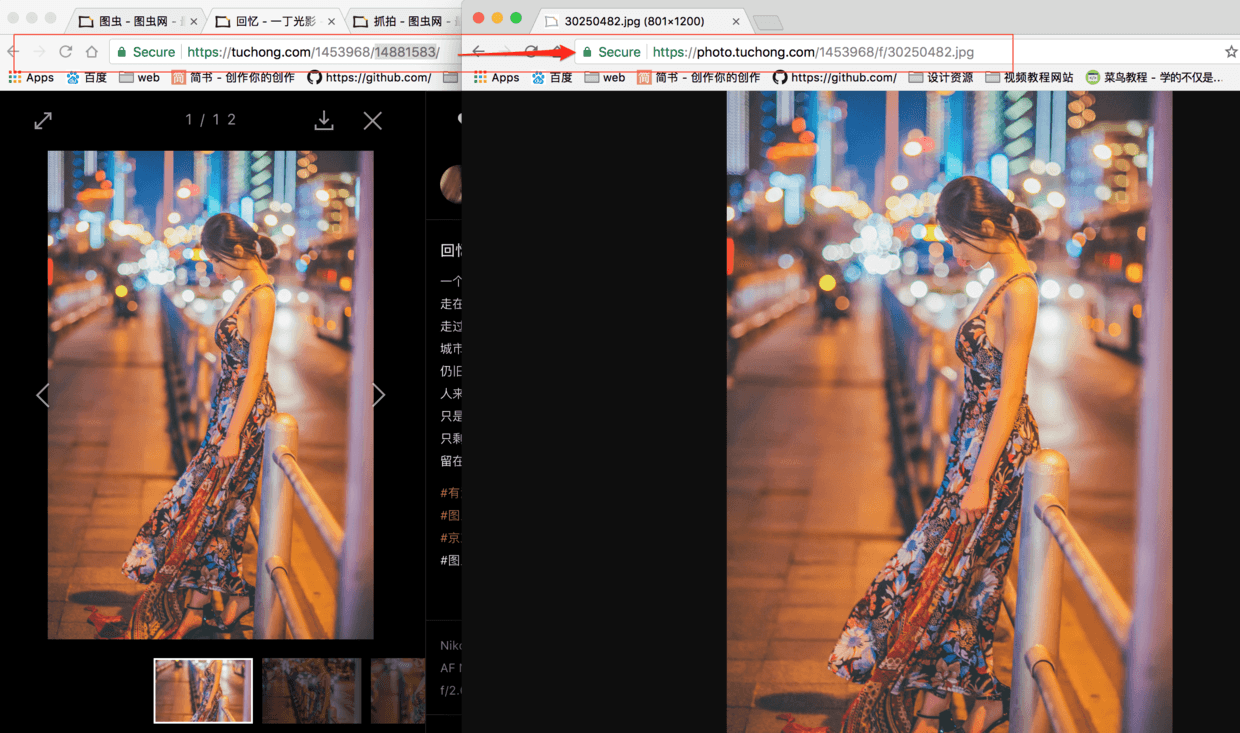 图虫 - 图虫网 -
回忆 - 一丁光影
抓拍 - 图虫网 -
Secure
https://tuchong.com/1453968/14881583/
Apps
百度
web
简
简书 - 创作你的创作
https://github.com/
1 / 1 2
回忆
一个
走在
走过
城市
仍旧
人来
只是
只剩
留在
#有
#图
#京
#图
Niko
AF N
f/2.
30250482.jpg (801×1200)
Secure
https://photo.tuchong.com/1453968/f/30250482.jpg
Apps
百度
web
简
简书 - 创作你的创作
https://github.com/
设计资源
视频教程网站
菜鸟教程 - 学的不仅是...